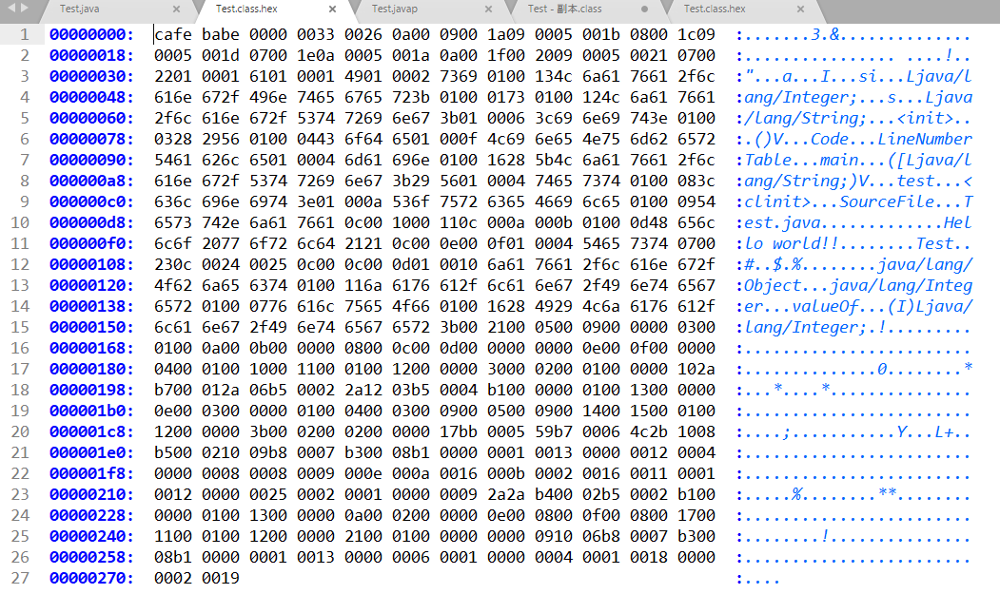 Test.java × Test.class.hex × Test.javap × Test - 副本.class ● Test.class.hex ×
1 00000000: cafe babe 0000 0033 0026 0a00 0900 1a09 0005 001b 0800 1c09 :.......3.&..............
2 00000018: 0005 001d 0700 1e0a 0005 001a 0a00 1f00 2009 0005 0021 0700 :................ ....!..
3 00000030: 2201 0001 6101 0001 4901 0002 7369 0100 134c 6a61 7661 2f6c :"...a...I...si...Ljava/l
4 00000048: 616e 672f 496e 7465 6765 723b 0100 0173 0100 124c 6a61 7661 :ang/Integer;...s...Ljava
5 00000060: 2f6c 616e 672f 5374 7269 6e67 3b01 0006 3c69 6e69 743e 0100 :/lang/String;...<init>..
6 00000078: 0328 2956 0100 0443 6f64 6501 000f 4c69 6e65 4e75 6d62 6572 :.()V...Code...LineNumber
7 00000090: 5461 626c 6501 0004 6d61 696e 0100 1628 5b4c 6a61 7661 2f6c :Table...main...([Ljava/l
8 000000a8: 616e 672f 5374 7269 6e67 3b29 5601 0004 7465 7374 0100 083c :ang/String;)V...test...<
9 000000c0: 636c 696e 6974 3e01 000a 536f 7572 6365 4669 6c65 0100 0954 :clinit>...SourceFile...T
10 000000d8: 6573 742e 6a61 7661 0c00 1000 110c 000a 000b 0100 0d48 656c :est.java.............Hel
11 000000f0: 6c6f 2077 6f72 6c64 2121 0c00 0e00 0f01 0004 5465 7374 0700 :lo world!!........Test..
12 00000108: 230c 0024 0025 0c00 0c00 0d01 0010 6a61 7661 2f6c 616e 672f :#..$.%........java/lang/
13 00000120: 4f62 6a65 6374 0100 116a 6176 612f 6c61 6e67 2f49 6e74 6567 :Object...java/lang/Integ
14 00000138: 6572 0100 0776 616c 7565 4f66 0100 1628 4929 4c6a 6176 612f :er...valueOf...(I)Ljava/
15 00000150: 6c61 6e67 2f49 6e74 6567 6572 3b00 2100 0500 0900 0000 0300 :lang/Integer;.!.........
16 00000168: 0100 0a00 0b00 0000 0800 0c00 0d00 0000 0000 0e00 0f00 0000 :........................
17 00000180: 0400 0100 1000 1100 0100 1200 0000 3000 0200 0100 0000 102a :..............0........*
18 00000198: b700 012a 06b5 0002 2a12 03b5 0004 b100 0000 0100 1300 0000 :...*....*...............
19 000001b0: 0e00 0300 0000 0100 0400 0300 0900 0500 0900 1400 1500 0100 :........................
20 000001c8: 1200 0000 3b00 0200 0200 0000 17bb 0005 59b7 0006 4c2b 1008 :....;...........Y...L+..
21 000001e0: b500 0210 09b8 0007 b300 08b1 0000 0001 0013 0000 0012 0004 :........................
22 000001f8: 0000 0008 0008 0009 000e 000a 0016 000b 0002 0016 0011 0001 :........................
23 00000210: 0012 0000 0025 0002 0001 0000 0009 2a2a b400 02b5 0002 b100 :.....%........**........
24 00000228: 0000 0100 1300 0000 0a00 0200 0000 0e00 0800 0f00 0800 1700 :........................
25 00000240: 1100 0100 1200 0000 2100 0100 0000 0000 0910 06b8 0007 b300 :........!...............
26 00000258: 08b1 0000 0001 0013 0000 0006 0001 0000 0004 0001 0018 0000 :........................
27 00000270: 0002 0019 :....